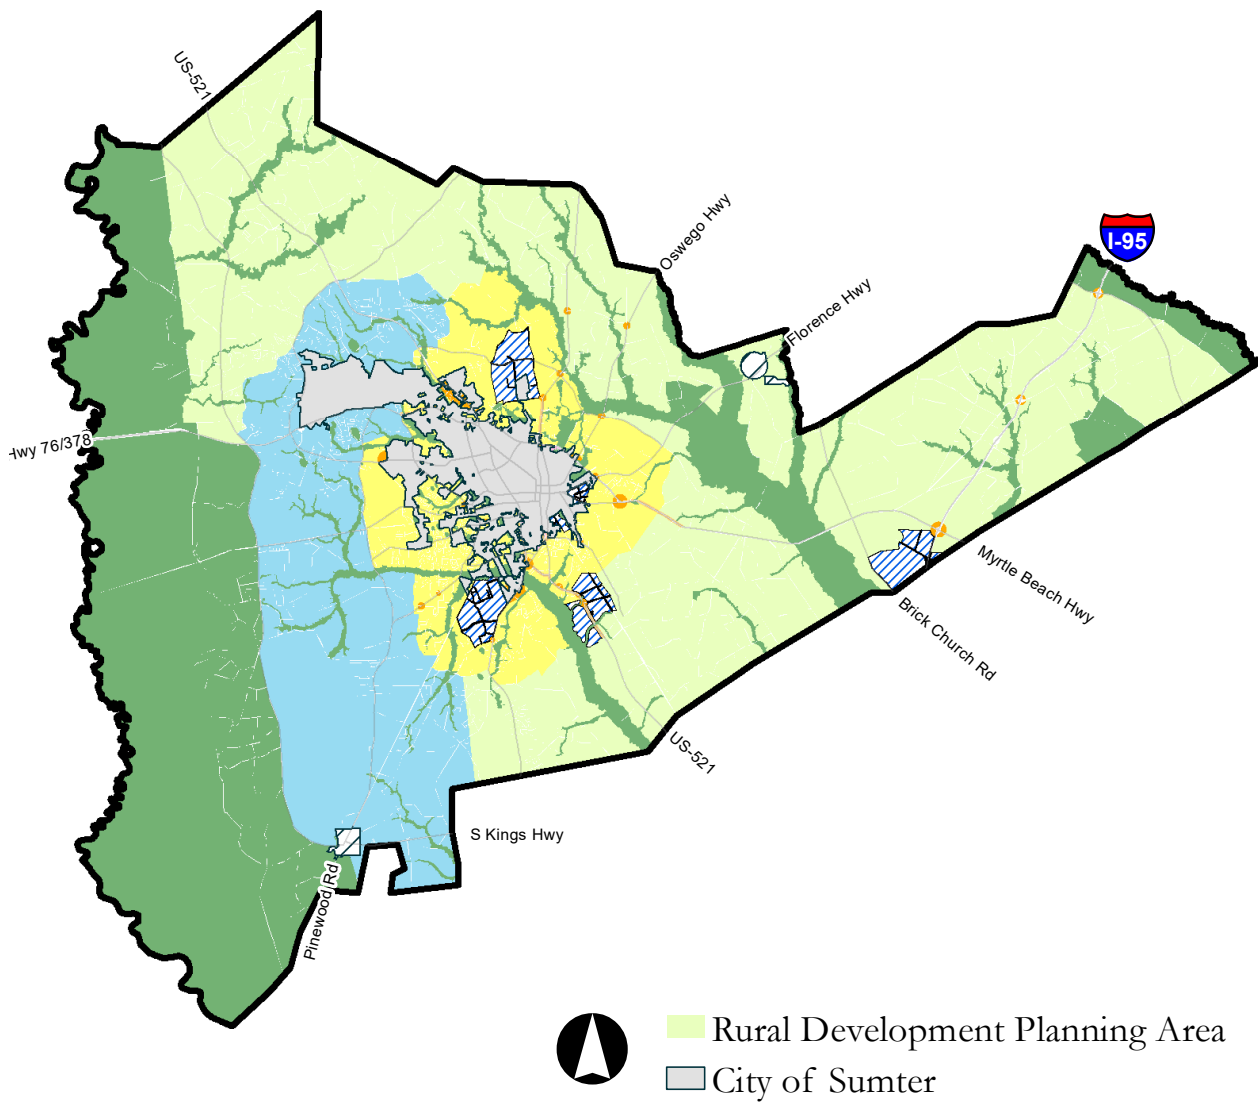 US-521
Oswego Hwy
I-95
Florence Hwy
Hwy 76/378
Myrtle Beach Hwy
Brick Church Rd
US-521
S Kings Hwy
Pinewood Rd
Rural Development Planning Area
City of Sumter